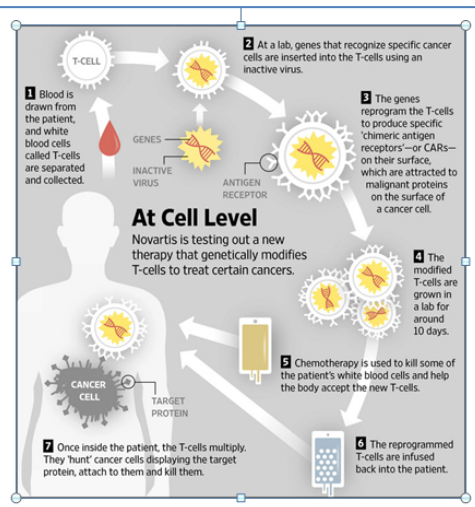 T-CELL
1 Blood is
drawn from
the patient,
and white
blood cells
called T-cells
are separated
and collected.
2 At a lab, genes that recognize specific cancer
cells are inserted into the T-cells using an
inactive virus.
GENES
INACTIVE
VIRUS
ANTIGEN
RECEPTOR
3 The genes
reprogram the T-cells
to produce specific
'chimeric antigen
receptors'—or CARs—
on their surface,
which are attracted to
malignant proteins
on the surface of
a cancer cell.
At Cell Level
Novartis is testing out a new
therapy that genetically modifies
T-cells to treat certain cancers.
4 The
modified
T-cells are
grown in
a lab for
around
10 days.
5 Chemotherapy is used to kill some of
the patient's white blood cells and help
the body accept the new T-cells.
CANCER
CELL
TARGET
PROTEIN
6 The reprogrammed
T-cells are infused
back into the patient.
7 Once inside the patient, the T-cells multiply.
They 'hunt' cancer cells displaying the target
protein, attach to them and kill them.